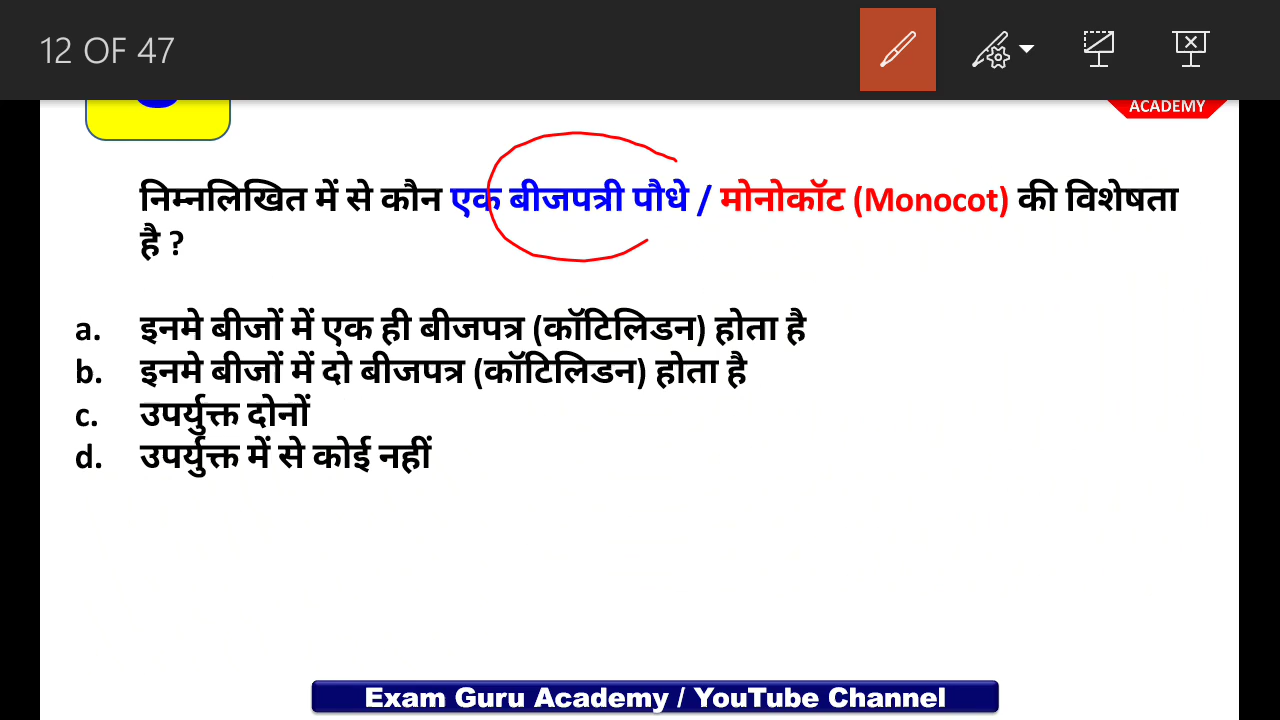 12 OF 47
ACADEMY
निम्नलिखित में से कौन एक बीजपत्री पौधे / मोनोकॉट (Monocot) की विशेषता
है ?
a. इनमे बीजों में एक ही बीजपत्र (कॉटिलिडन) होता है
b. इनमे बीजों में दो बीजपत्र (कॉटिलिडन) होता है
c. उपर्युक्त दोनों
d. उपर्युक्त में से कोई नहीं
Exam Guru Academy / YouTube Channel